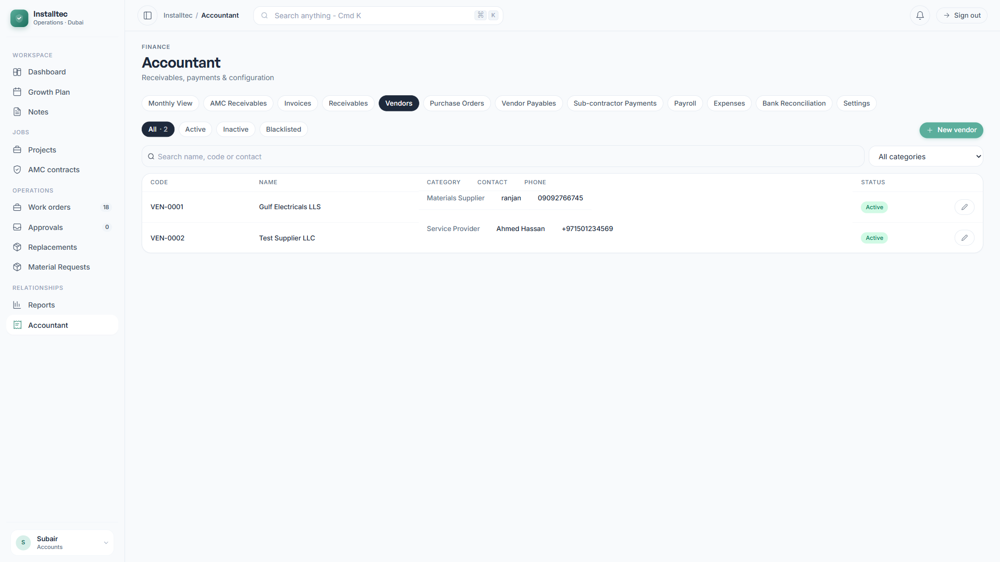 Installtec
Operations · Dubai
Installtec / Accountant
Search anything - Cmd K
⌘ K
Sign out
WORKSPACE
Dashboard
Growth Plan
Notes
JOBS
Projects
AMC contracts
OPERATIONS
Work orders 18
Approvals 0
Replacements
Material Requests
RELATIONSHIPS
Reports
Accountant
Subair
S
Accounts
FINANCE
Accountant
Receivables, payments & configuration
Monthly View AMC Receivables Invoices Receivables Vendors Purchase Orders Vendor Payables Sub-contractor Payments Payroll Expenses Bank Reconciliation Settings
All · 2 Active Inactive Blacklisted
+ New vendor
Search name, code or contact
All categories
CODE NAME CATEGORY CONTACT PHONE STATUS
VEN-0001 Gulf Electricals LLS Materials Supplier ranjan 09092766745 Active
VEN-0002 Test Supplier LLC Service Provider Ahmed Hassan +971501234569 Active